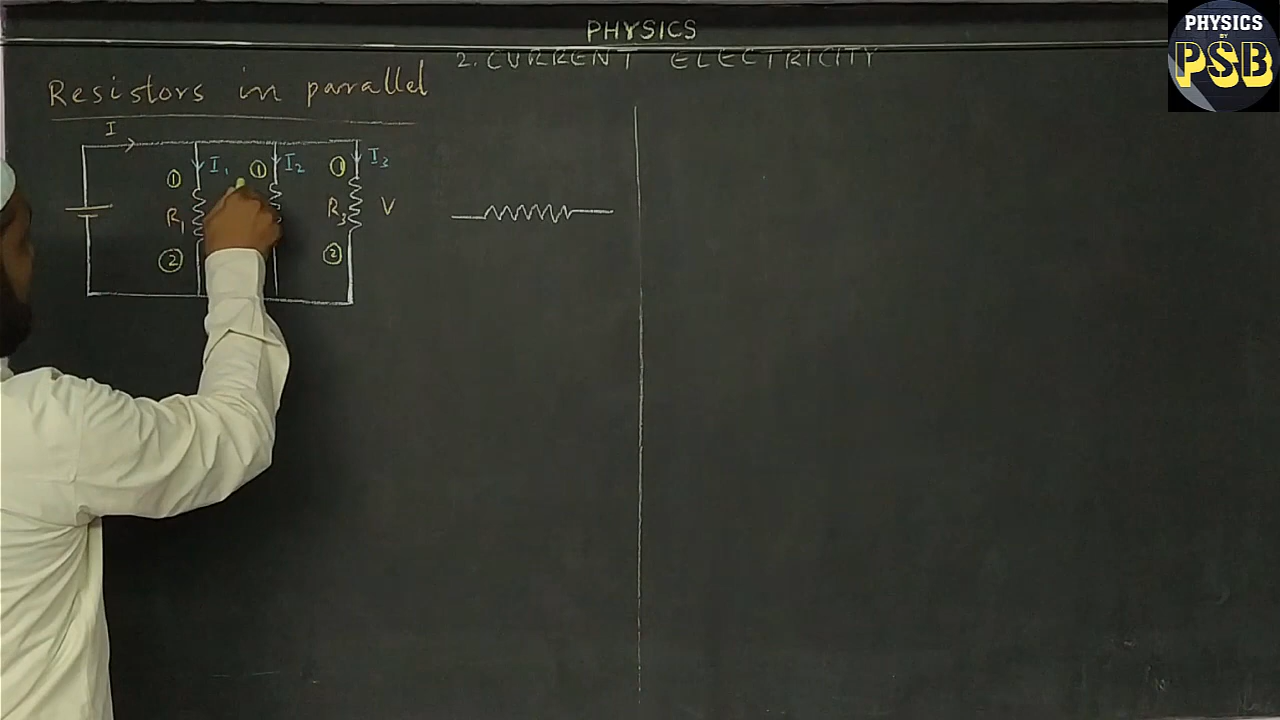 PHYSICS
2. CURRENT ELECTRICITY
PHYSICS
BY
PSB
Resistors in parallel
I
① I₁ ① I₂ ① I₃
R₁ R₃ V
② ②